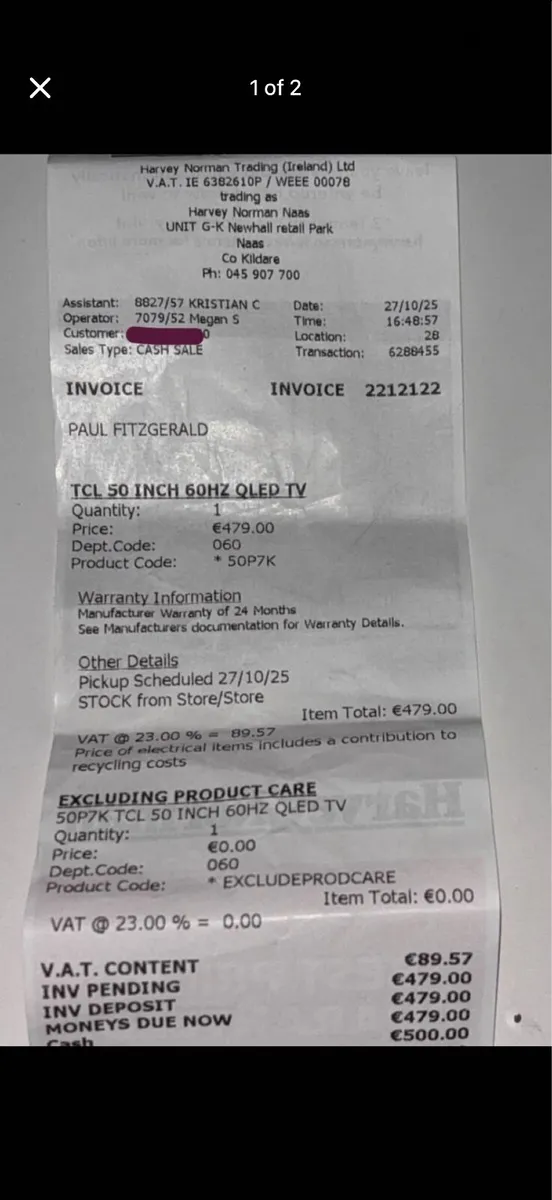 1 of 2
Harvey Norman Trading (Ireland) Ltd
V.A.T. IE 6382610P / WEEE 00078
trading as
Harvey Norman Naas
UNIT G-K Newhall retail Park
Naas
Co Kildare
Ph: 045 907 700
Assistant: 8827/57 KRISTIAN C Date: 27/10/25
Operator: 7079/52 Megan S Time: 16:48:57
Customer: 0 Location: 28
Sales Type: CASH SALE Transaction: 6288455
INVOICE INVOICE 2212122
PAUL FITZGERALD
TCL 50 INCH 60HZ QLED TV
Quantity: 1
Price: €479.00
Dept.Code: 060
Product Code: * 50P7K
Warranty Information
Manufacturer Warranty of 24 Months
See Manufacturers documentation for Warranty Details.
Other Details
Pickup Scheduled 27/10/25
STOCK from Store/Store
Item Total: €479.00
VAT @ 23.00 % = 89.57
Price of electrical items includes a contribution to
recycling costs
EXCLUDING PRODUCT CARE
50P7K TCL 50 INCH 60HZ QLED TV
Quantity: 1
Price: €0.00
Dept.Code: 060
Product Code: * EXCLUDEPRODCARE
Item Total: €0.00
VAT @ 23.00 % = 0.00
V.A.T. CONTENT €89.57
INV PENDING €479.00
INV DEPOSIT €479.00
MONEYS DUE NOW €479.00
Cash €500.00